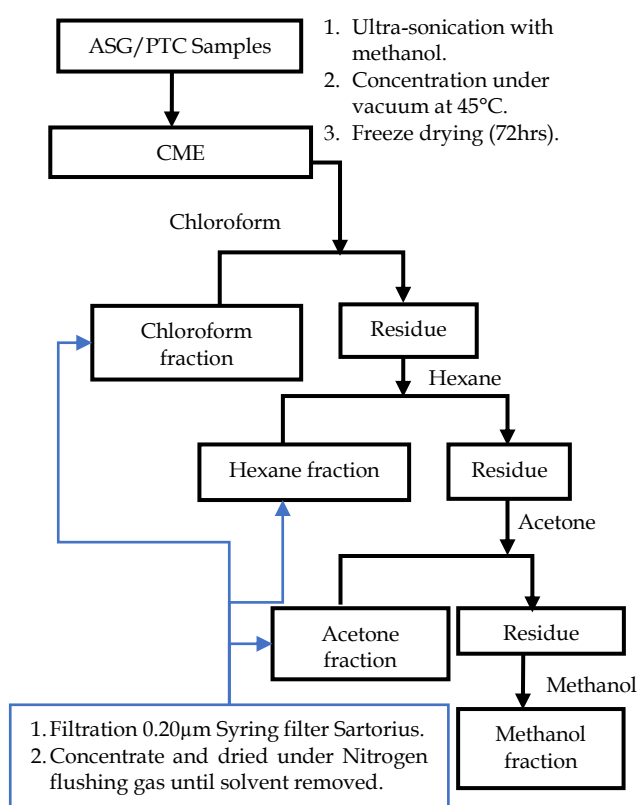 ASG/PTC Samples
1. Ultra-sonication with
methanol.
2. Concentration under
vacuum at 45°C.
3. Freeze drying (72hrs).
CME
Chloroform
Chloroform
fraction
Residue
Hexane
Hexane fraction
Residue
Acetone
Acetone
fraction
Residue
Methanol
Methanol
fraction
1. Filtration 0.20µm Syring filter Sartorius.
2. Concentrate and dried under Nitrogen
flushing gas until solvent removed.